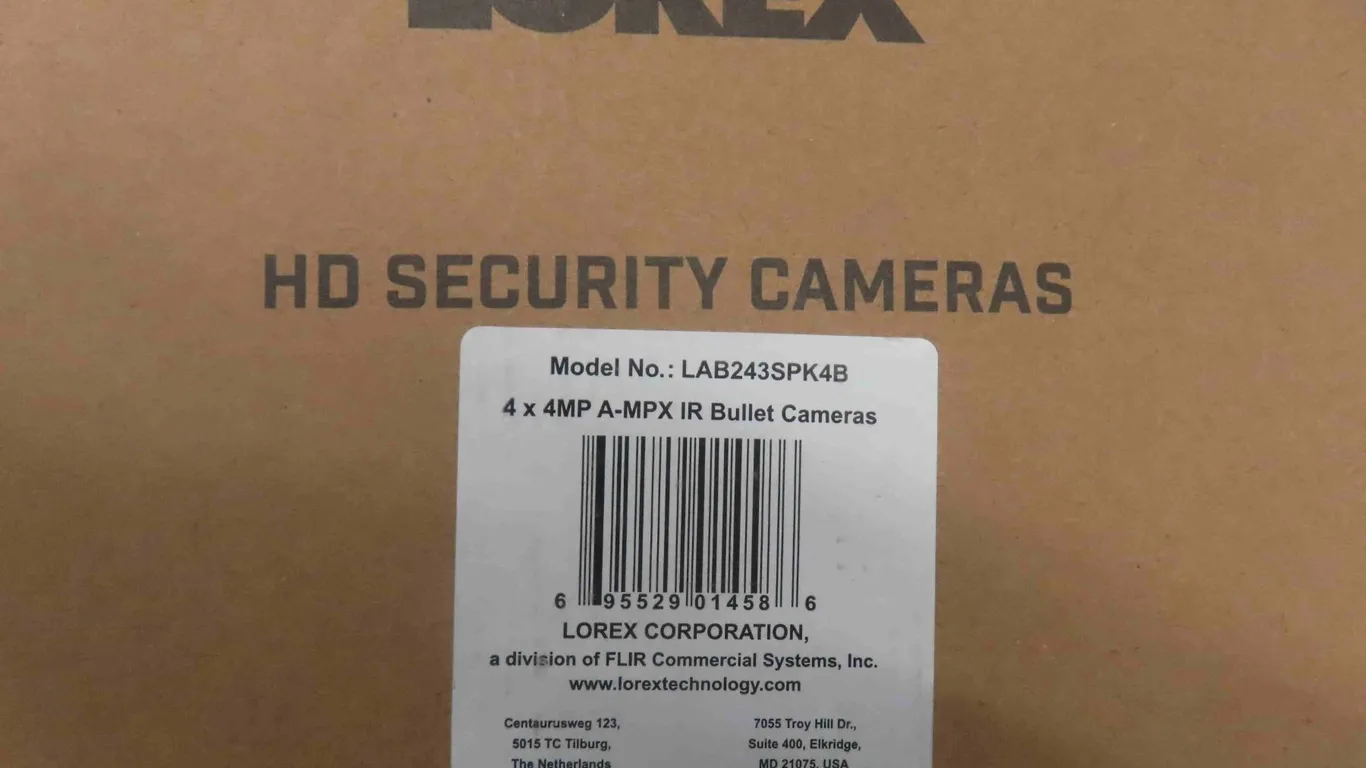 LOREX
HD SECURITY CAMERAS
Model No.: LAB243SPK4B
4 x 4MP A-MPX IR Bullet Cameras
6 95529 01458 6
LOREX CORPORATION,
a division of FLIR Commercial Systems, Inc.
www.lorextechnology.com
Centaurusweg 123,
5015 TC Tilburg,
The Netherlands
7055 Troy Hill Dr.,
Suite 400, Elkridge,
MD 21075, USA